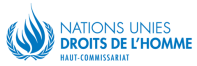 NATIONS UNIES
DROITS DE L'HOMME
HAUT-COMMISSARIAT